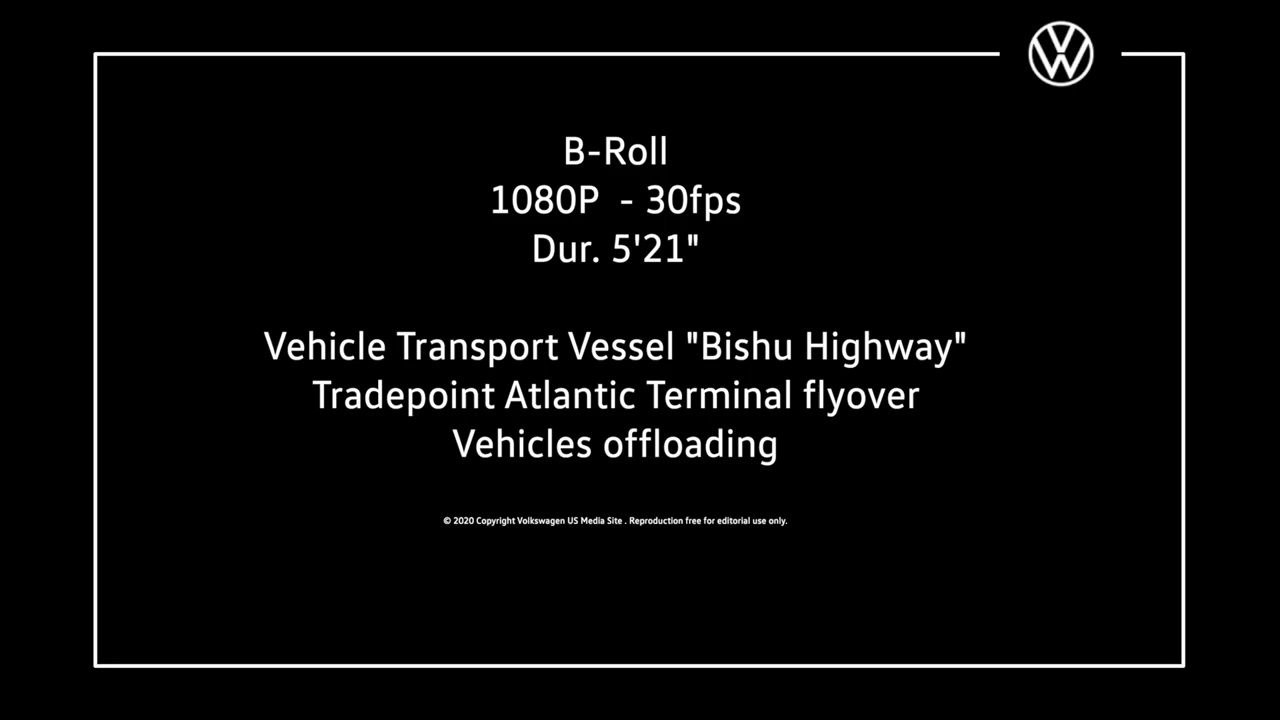 B-Roll
1080P - 30fps
Dur. 5'21"
Vehicle Transport Vessel "Bishu Highway"
Tradepoint Atlantic Terminal flyover
Vehicles offloading
© 2020 Copyright Volkswagen US Media Site . Reproduction free for editorial use only.